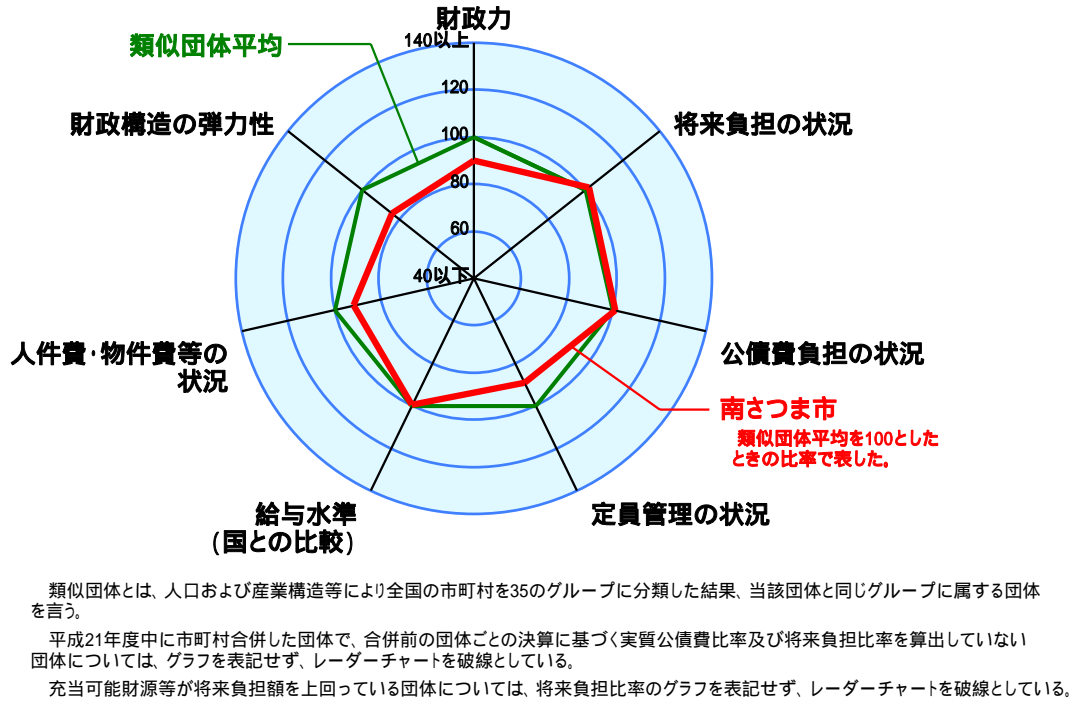 財政力
140以上
類似団体平均
120
財政構造の弾力性
将来負担の状況
100
80
60
40以下
人件費・物件費等の
状況
公債費負担の状況
南さつま市
類似団体平均を100とした
ときの比率で表した。
給与水準
(国との比較)
定員管理の状況
類似団体とは、人口および産業構造等により全国の市町村を35のグループに分類した結果、当該団体と同じグループに属する団体
を言う。
平成21年度中に市町村合併した団体で、合併前の団体ごとの決算に基づく実質公債費比率及び将来負担比率を算出していない
団体については、グラフを表記せず、レーダーチャートを破線としている。
充当可能財源等が将来負担額を上回っている団体については、将来負担比率のグラフを表記せず、レーダーチャートを破線としている。